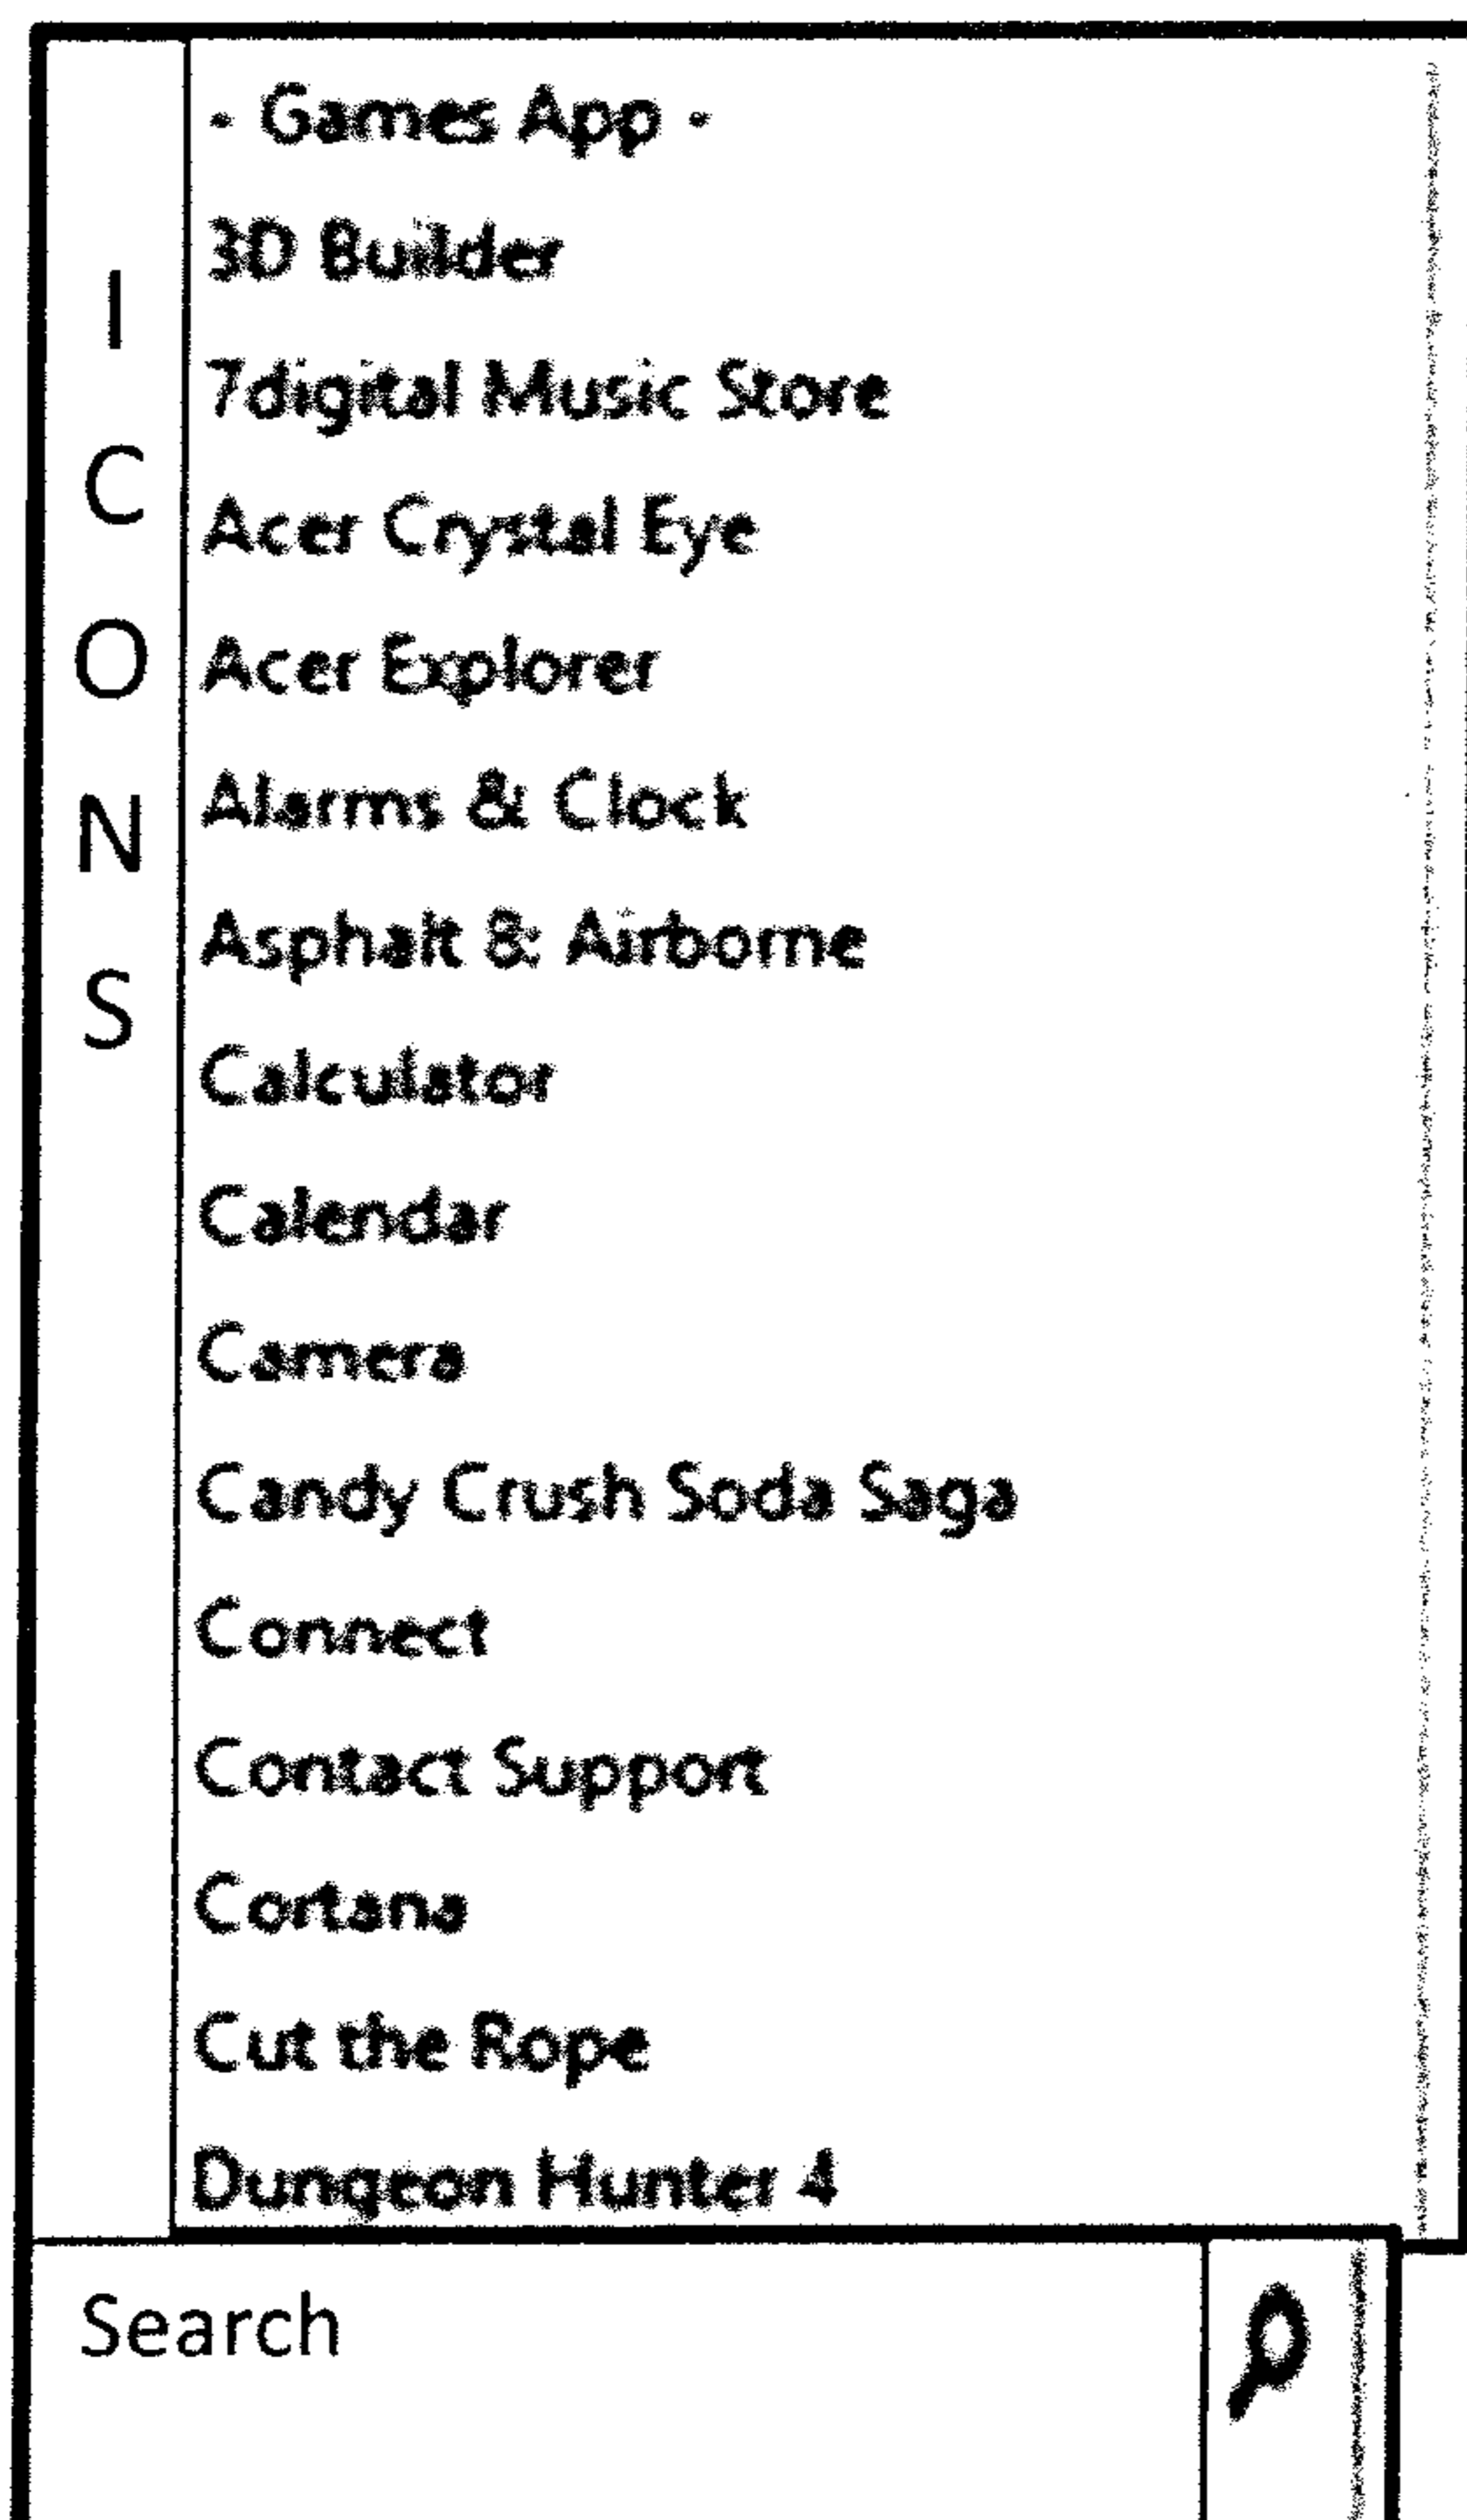 I
C
O
N
S
- Games App -
3D Builder
7digital Music Store
Acer Crystal Eye
Acer Explorer
Alarms & Clock
Asphalt 8: Airborne
Calculator
Calendar
Camera
Candy Crush Soda Saga
Connect
Contact Support
Cortana
Cut the Rope
Dungeon Hunter 4
Search